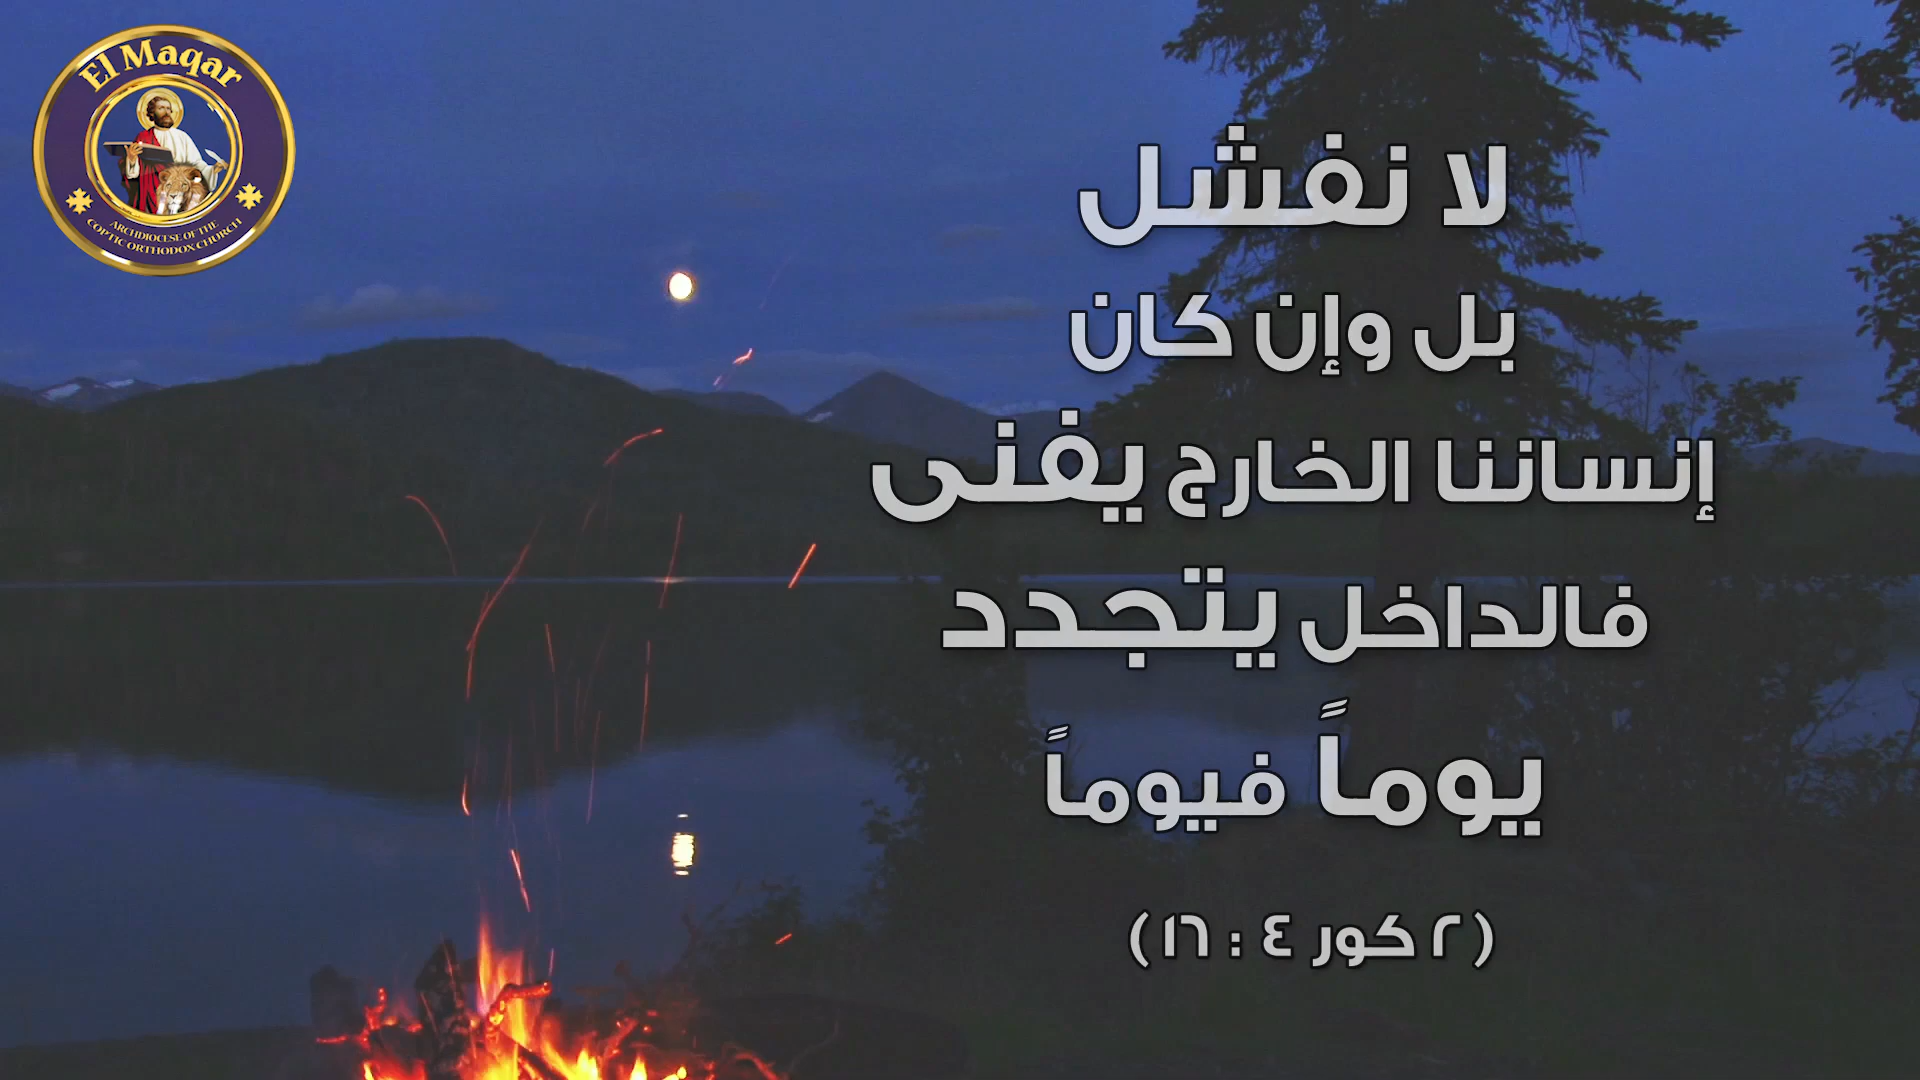 El Maqar
ARCHDIOCESE OF THE
COPTIC ORTHODOX CHURCH
لا نفشل
بل وإن كان
إنساننا الخارج يفنى
فالداخل يتجدد
يوماً فيوماً
(٢ كور ٤ : ١٦)